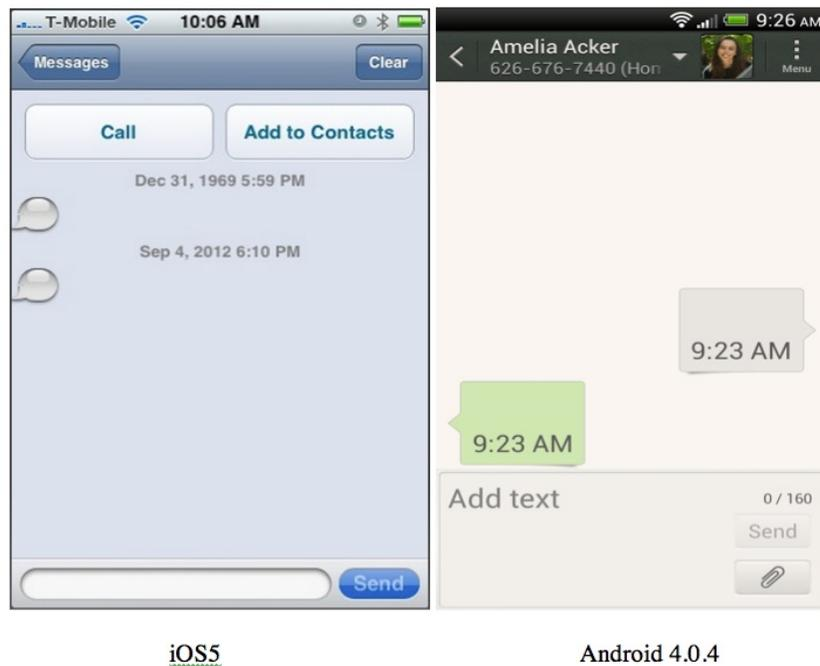 T-Mobile 10:06 AM
Messages Clear
Call Add to Contacts
Dec 31, 1969 5:59 PM
Sep 4, 2012 6:10 PM
Send
9:26 AM
Amelia Acker
626-676-7440 (Hon
Menu
9:23 AM
9:23 AM
Add text 0 / 160
Send
iOS5 Android 4.0.4